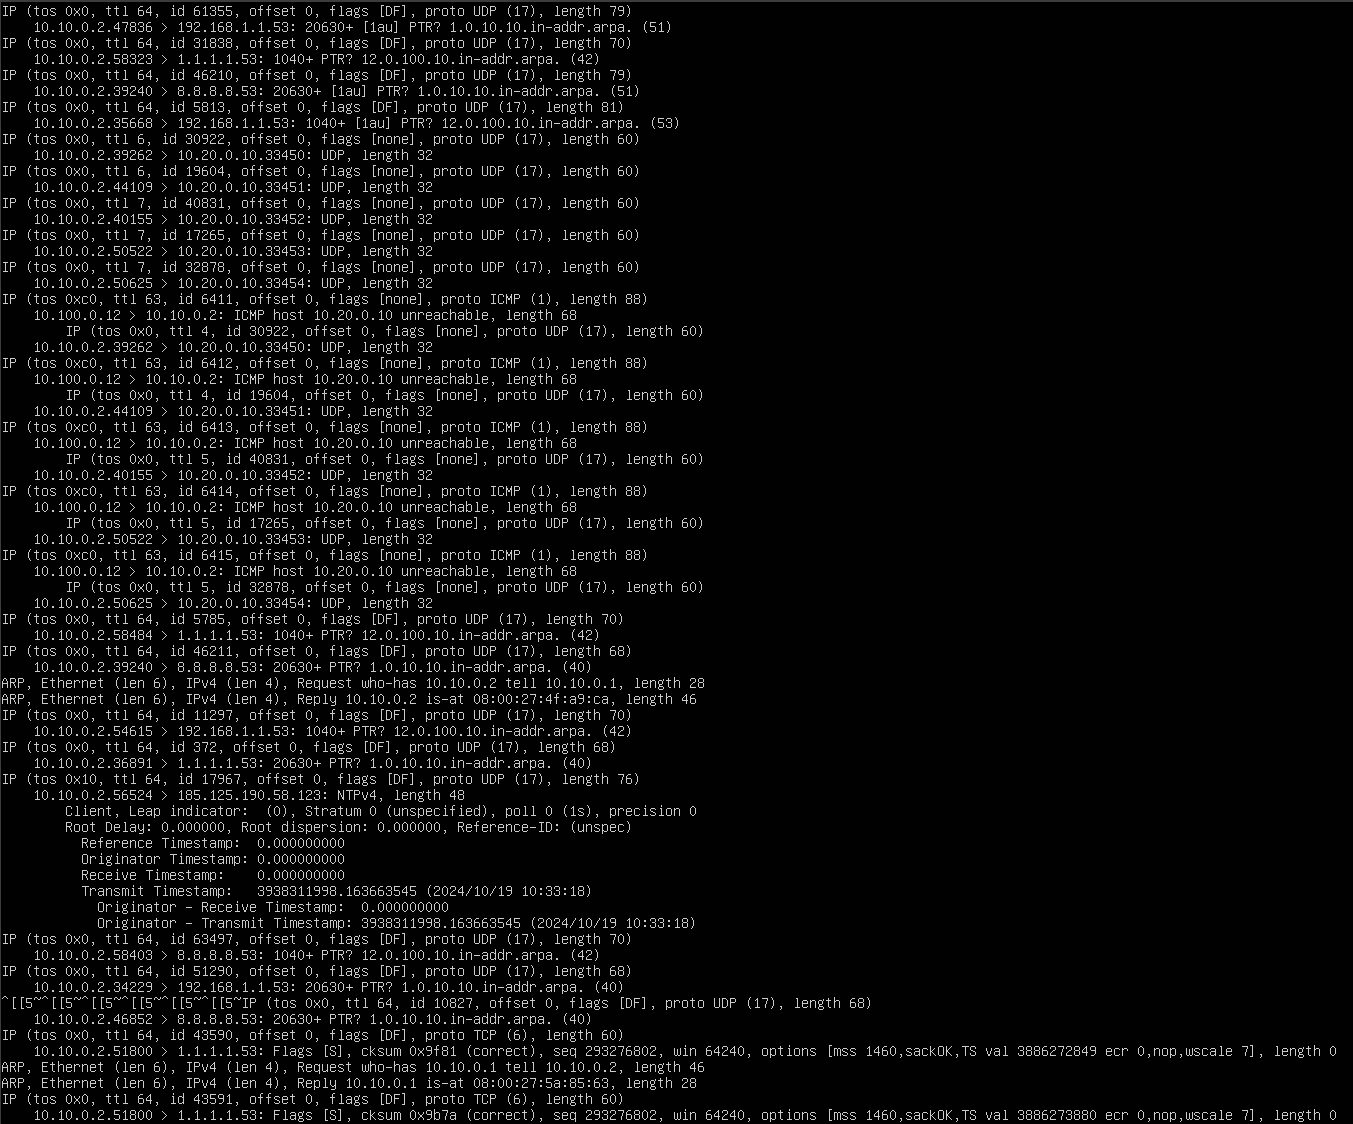 IP (tos 0x0, ttl 64, id 61355, offset 0, flags [DF], proto UDP (17), length 79)
    10.10.0.2.47836 > 192.168.1.1.53: 20630+ [1au] PTR? 1.0.10.10.in-addr.arpa. (51)
IP (tos 0x0, ttl 64, id 31838, offset 0, flags [DF], proto UDP (17), length 70)
    10.10.0.2.58323 > 1.1.1.1.53: 1040+ PTR? 12.0.100.10.in-addr.arpa. (42)
IP (tos 0x0, ttl 64, id 46210, offset 0, flags [DF], proto UDP (17), length 79)
    10.10.0.2.39240 > 8.8.8.8.53: 20630+ [1au] PTR? 1.0.10.10.in-addr.arpa. (51)
IP (tos 0x0, ttl 64, id 5813, offset 0, flags [DF], proto UDP (17), length 81)
    10.10.0.2.35668 > 192.168.1.1.53: 1040+ [1au] PTR? 12.0.100.10.in-addr.arpa. (53)
IP (tos 0x0, ttl 6, id 30922, offset 0, flags [none], proto UDP (17), length 60)
    10.10.0.2.39262 > 10.20.0.10.33450: UDP, length 32
IP (tos 0x0, ttl 6, id 19604, offset 0, flags [none], proto UDP (17), length 60)
    10.10.0.2.44109 > 10.20.0.10.33451: UDP, length 32
IP (tos 0x0, ttl 7, id 40831, offset 0, flags [none], proto UDP (17), length 60)
    10.10.0.2.40155 > 10.20.0.10.33452: UDP, length 32
IP (tos 0x0, ttl 7, id 17265, offset 0, flags [none], proto UDP (17), length 60)
    10.10.0.2.50522 > 10.20.0.10.33453: UDP, length 32
IP (tos 0x0, ttl 7, id 32878, offset 0, flags [none], proto UDP (17), length 60)
    10.10.0.2.50625 > 10.20.0.10.33454: UDP, length 32
IP (tos 0xc0, ttl 63, id 6411, offset 0, flags [none], proto ICMP (1), length 88)
    10.100.0.12 > 10.10.0.2: ICMP host 10.20.0.10 unreachable, length 68
        IP (tos 0x0, ttl 4, id 30922, offset 0, flags [none], proto UDP (17), length 60)
    10.10.0.2.39262 > 10.20.0.10.33450: UDP, length 32
IP (tos 0xc0, ttl 63, id 6412, offset 0, flags [none], proto ICMP (1), length 88)
    10.100.0.12 > 10.10.0.2: ICMP host 10.20.0.10 unreachable, length 68
        IP (tos 0x0, ttl 4, id 19604, offset 0, flags [none], proto UDP (17), length 60)
    10.10.0.2.44109 > 10.20.0.10.33451: UDP, length 32
IP (tos 0xc0, ttl 63, id 6413, offset 0, flags [none], proto ICMP (1), length 88)
    10.100.0.12 > 10.10.0.2: ICMP host 10.20.0.10 unreachable, length 68
        IP (tos 0x0, ttl 5, id 40831, offset 0, flags [none], proto UDP (17), length 60)
    10.10.0.2.40155 > 10.20.0.10.33452: UDP, length 32
IP (tos 0xc0, ttl 63, id 6414, offset 0, flags [none], proto ICMP (1), length 88)
    10.100.0.12 > 10.10.0.2: ICMP host 10.20.0.10 unreachable, length 68
        IP (tos 0x0, ttl 5, id 17265, offset 0, flags [none], proto UDP (17), length 60)
    10.10.0.2.50522 > 10.20.0.10.33453: UDP, length 32
IP (tos 0xc0, ttl 63, id 6415, offset 0, flags [none], proto ICMP (1), length 88)
    10.100.0.12 > 10.10.0.2: ICMP host 10.20.0.10 unreachable, length 68
        IP (tos 0x0, ttl 5, id 32878, offset 0, flags [none], proto UDP (17), length 60)
    10.10.0.2.50625 > 10.20.0.10.33454: UDP, length 32
IP (tos 0x0, ttl 64, id 5785, offset 0, flags [DF], proto UDP (17), length 70)
    10.10.0.2.58484 > 1.1.1.1.53: 1040+ PTR? 12.0.100.10.in-addr.arpa. (42)
IP (tos 0x0, ttl 64, id 46211, offset 0, flags [DF], proto UDP (17), length 68)
    10.10.0.2.39240 > 8.8.8.8.53: 20630+ PTR? 1.0.10.10.in-addr.arpa. (40)
ARP, Ethernet (len 6), IPv4 (len 4), Request who-has 10.10.0.2 tell 10.10.0.1, length 28
ARP, Ethernet (len 6), IPv4 (len 4), Reply 10.10.0.2 is-at 08:00:27:4f:a9:ca, length 46
IP (tos 0x0, ttl 64, id 11297, offset 0, flags [DF], proto UDP (17), length 70)
    10.10.0.2.54615 > 192.168.1.1.53: 1040+ PTR? 12.0.100.10.in-addr.arpa. (42)
IP (tos 0x0, ttl 64, id 372, offset 0, flags [DF], proto UDP (17), length 68)
    10.10.0.2.36891 > 1.1.1.1.53: 20630+ PTR? 1.0.10.10.in-addr.arpa. (40)
IP (tos 0x10, ttl 64, id 17967, offset 0, flags [DF], proto UDP (17), length 76)
    10.10.0.2.56524 > 185.125.190.58.123: NTPv4, length 48
        Client, Leap indicator:  (0), Stratum 0 (unspecified), poll 0 (1s), precision 0
        Root Delay: 0.000000, Root dispersion: 0.000000, Reference-ID: (unspec)
          Reference Timestamp:  0.000000000
          Originator Timestamp: 0.000000000
          Receive Timestamp:    0.000000000
          Transmit Timestamp:   3938311998.163663545 (2024/10/19 10:33:18)
            Originator - Receive Timestamp:  0.000000000
            Originator - Transmit Timestamp: 3938311998.163663545 (2024/10/19 10:33:18)
IP (tos 0x0, ttl 64, id 63497, offset 0, flags [DF], proto UDP (17), length 70)
    10.10.0.2.58403 > 8.8.8.8.53: 1040+ PTR? 12.0.100.10.in-addr.arpa. (42)
IP (tos 0x0, ttl 64, id 51290, offset 0, flags [DF], proto UDP (17), length 68)
    10.10.0.2.34229 > 192.168.1.1.53: 20630+ PTR? 1.0.10.10.in-addr.arpa. (40)
^[[5~^[[5~^[[5~^[[5~^[[5~^[[5~IP (tos 0x0, ttl 64, id 10827, offset 0, flags [DF], proto UDP (17), length 68)
    10.10.0.2.46852 > 8.8.8.8.53: 20630+ PTR? 1.0.10.10.in-addr.arpa. (40)
IP (tos 0x0, ttl 64, id 43590, offset 0, flags [DF], proto TCP (6), length 60)
    10.10.0.2.51800 > 1.1.1.1.53: Flags [S], cksum 0x9f81 (correct), seq 293276802, win 64240, options [mss 1460,sackOK,TS val 3886272849 ecr 0,nop,wscale 7], length 0
ARP, Ethernet (len 6), IPv4 (len 4), Request who-has 10.10.0.1 tell 10.10.0.2, length 46
ARP, Ethernet (len 6), IPv4 (len 4), Reply 10.10.0.1 is-at 08:00:27:5a:85:63, length 28
IP (tos 0x0, ttl 64, id 43591, offset 0, flags [DF], proto TCP (6), length 60)
    10.10.0.2.51800 > 1.1.1.1.53: Flags [S], cksum 0x9b7a (correct), seq 293276802, win 64240, options [mss 1460,sackOK,TS val 3886273880 ecr 0,nop,wscale 7], length 0